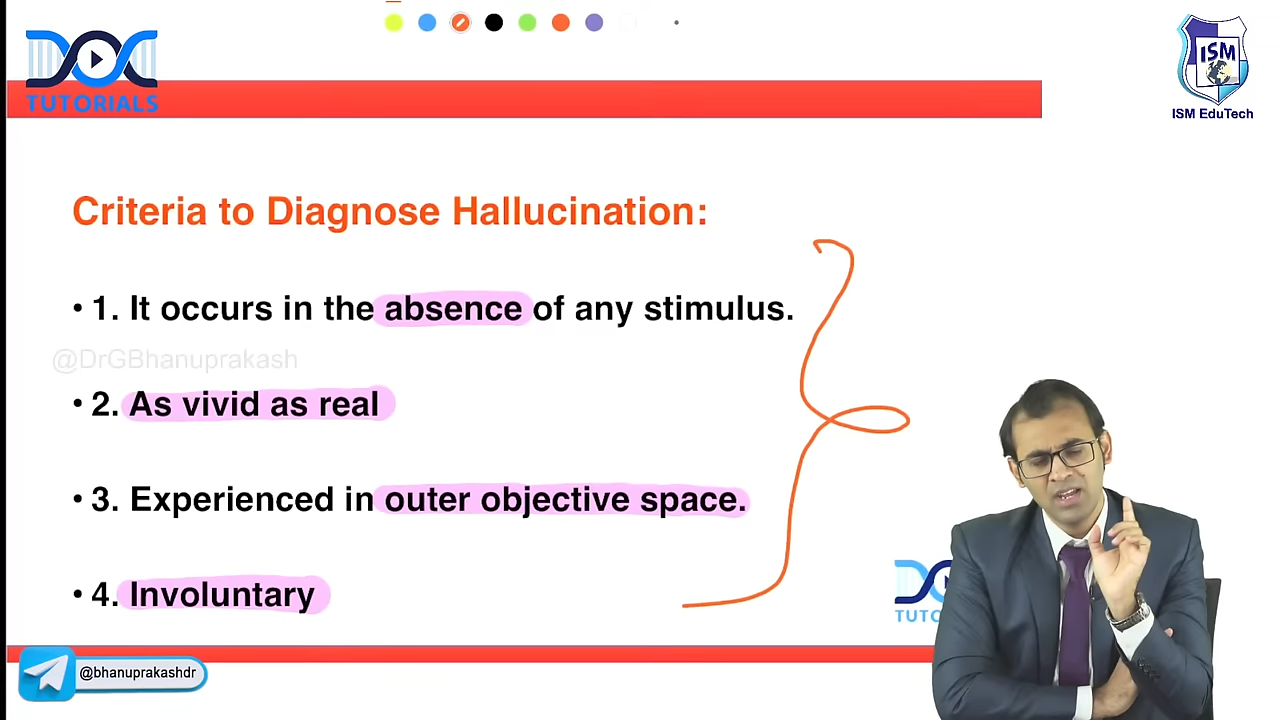 DOC
TUTORIALS
ISM
ISM EduTech
Criteria to Diagnose Hallucination:
• 1. It occurs in the absence of any stimulus.
@DrGBhanuprakash
• 2. As vivid as real
• 3. Experienced in outer objective space.
• 4. Involuntary
@bhanuprakashdr